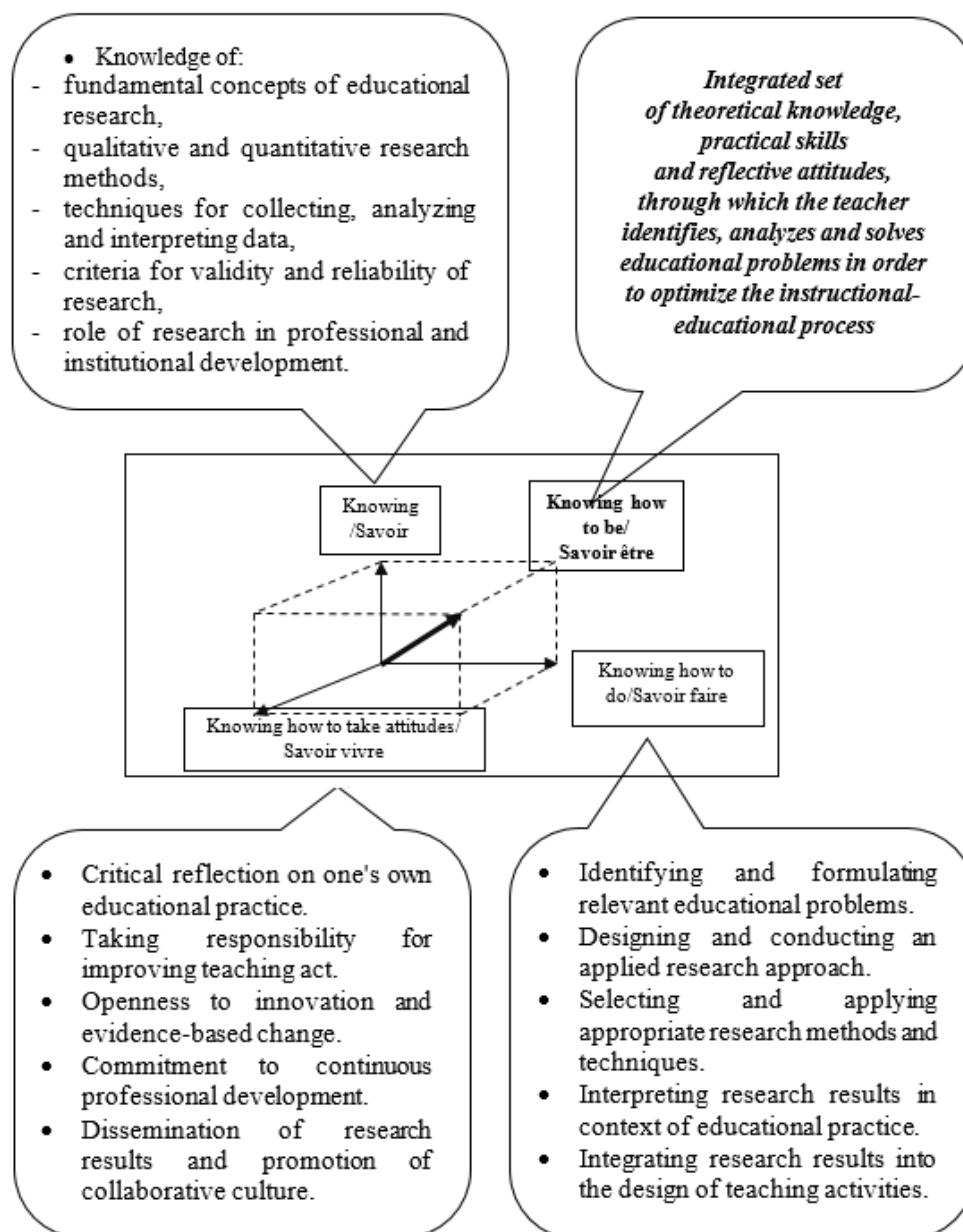 • Knowledge of:
- fundamental concepts of educational
research,
- qualitative and quantitative research
methods,
- techniques for collecting, analyzing
and interpreting data,
- criteria for validity and reliability of
research,
- role of research in professional and
institutional development.
Integrated set
of theoretical knowledge,
practical skills
and reflective attitudes,
through which the teacher
identifies, analyzes and solves
educational problems in order
to optimize the instructional-
educational process
Knowing
/Savoir
Knowing how
to be/
Savoir être
Knowing how to
do/Savoir faire
Knowing how to take attitudes/
Savoir vivre
• Critical reflection on one's own
educational practice.
• Taking responsibility for
improving teaching act.
• Openness to innovation and
evidence-based change.
• Commitment to continuous
professional development.
• Dissemination of research
results and promotion of
collaborative culture.
• Identifying and formulating
relevant educational problems.
• Designing and conducting an
applied research approach.
• Selecting and applying
appropriate research methods and
techniques.
• Interpreting research results in
context of educational practice.
• Integrating research results into
the design of teaching activities.